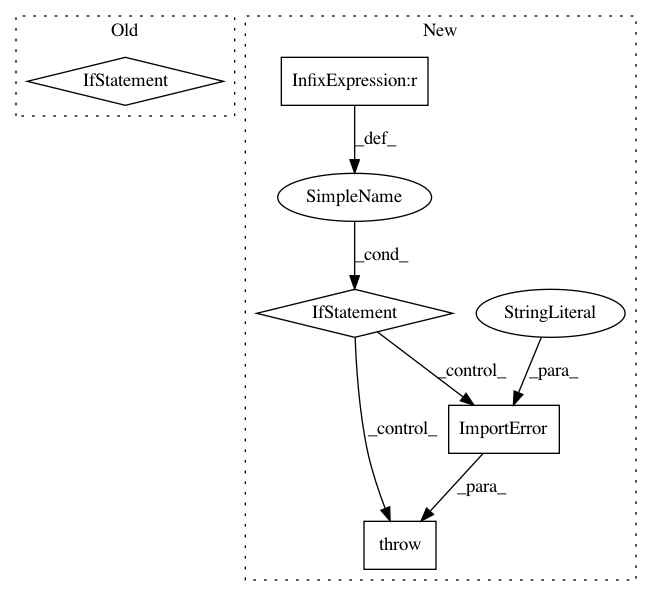 Old
New
IfStatement
InfixExpression:r
_def_
SimpleName
_cond_
IfStatement
StringLiteral
_control_
_para_
_control_
ImportError
_para_
throw